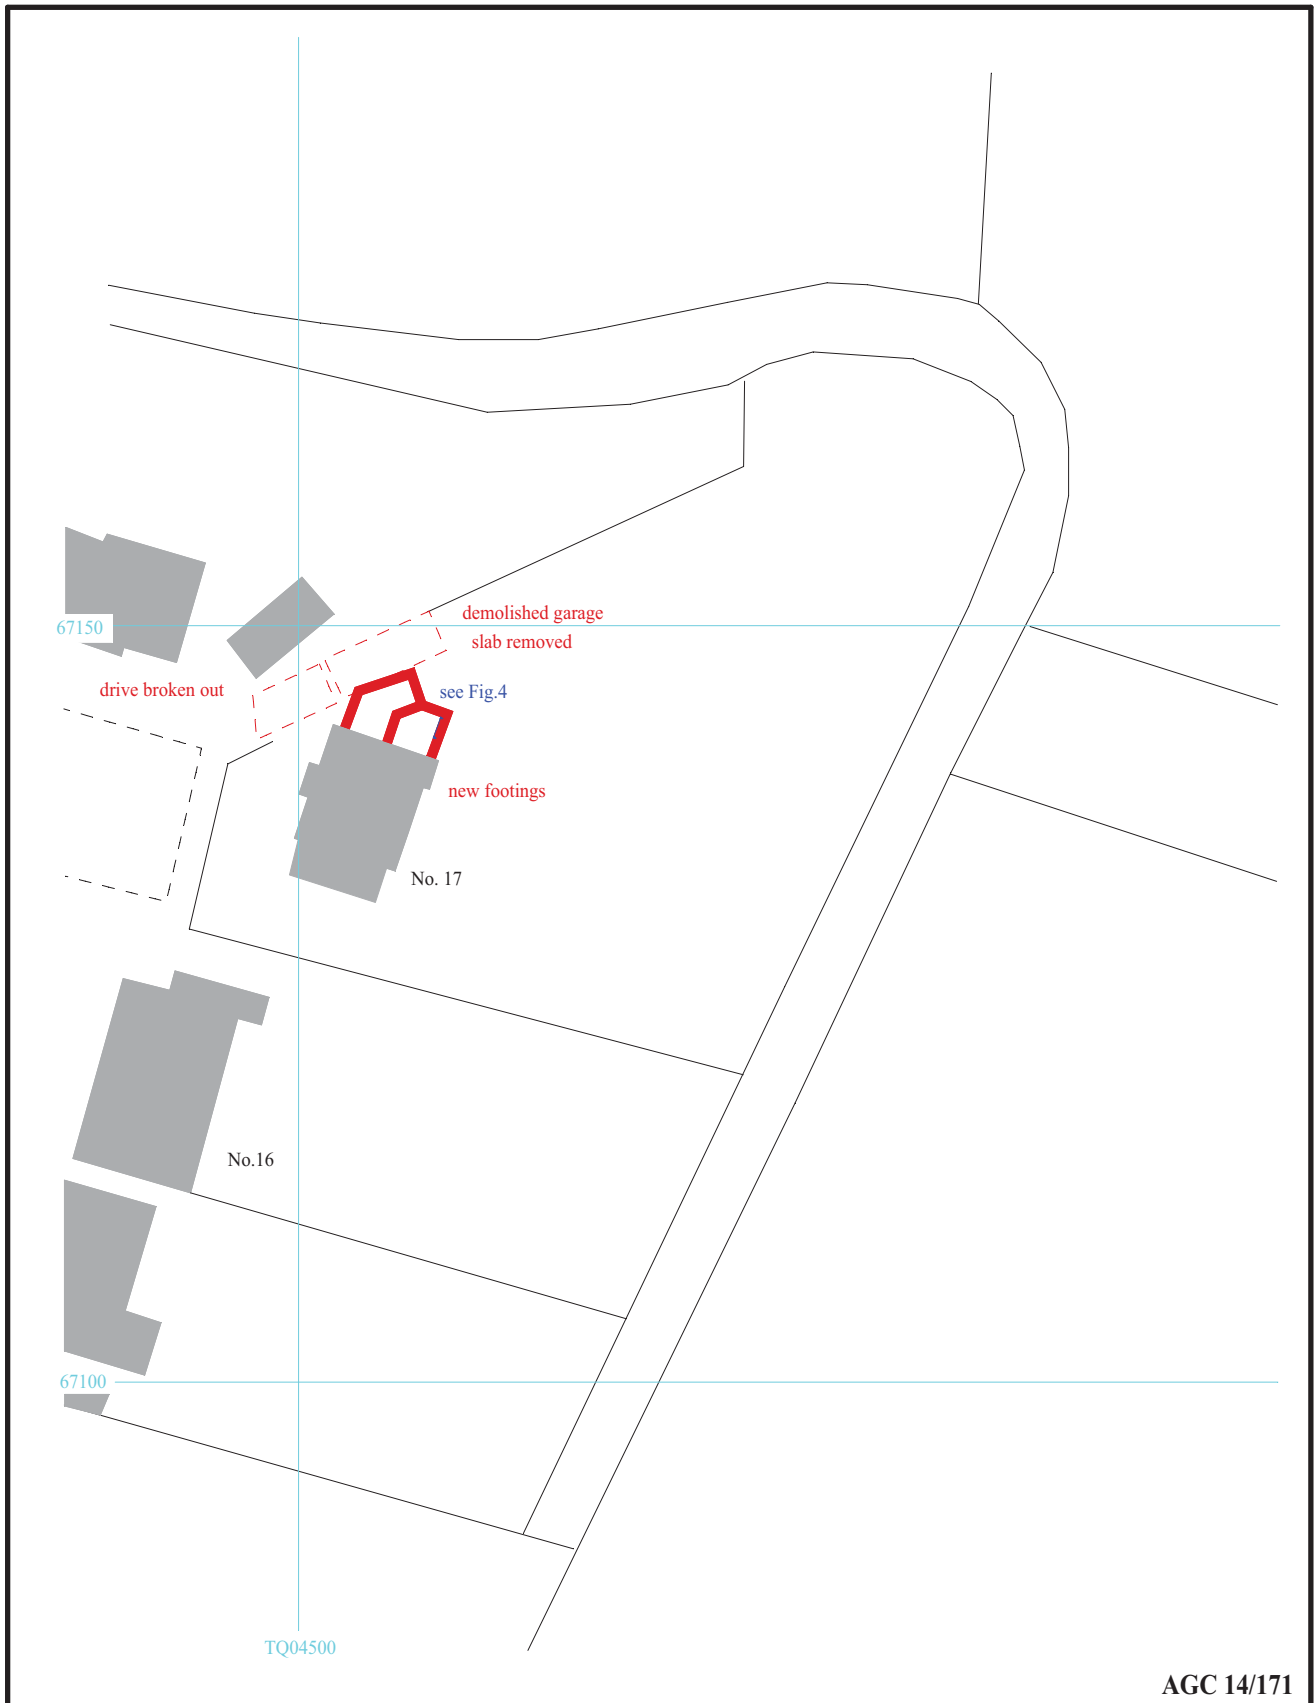 demolished garage
67150
slab removed
drive broken out
see Fig.4
new footings
No. 17
No.16
67100
TQ04500
AGC 14/171